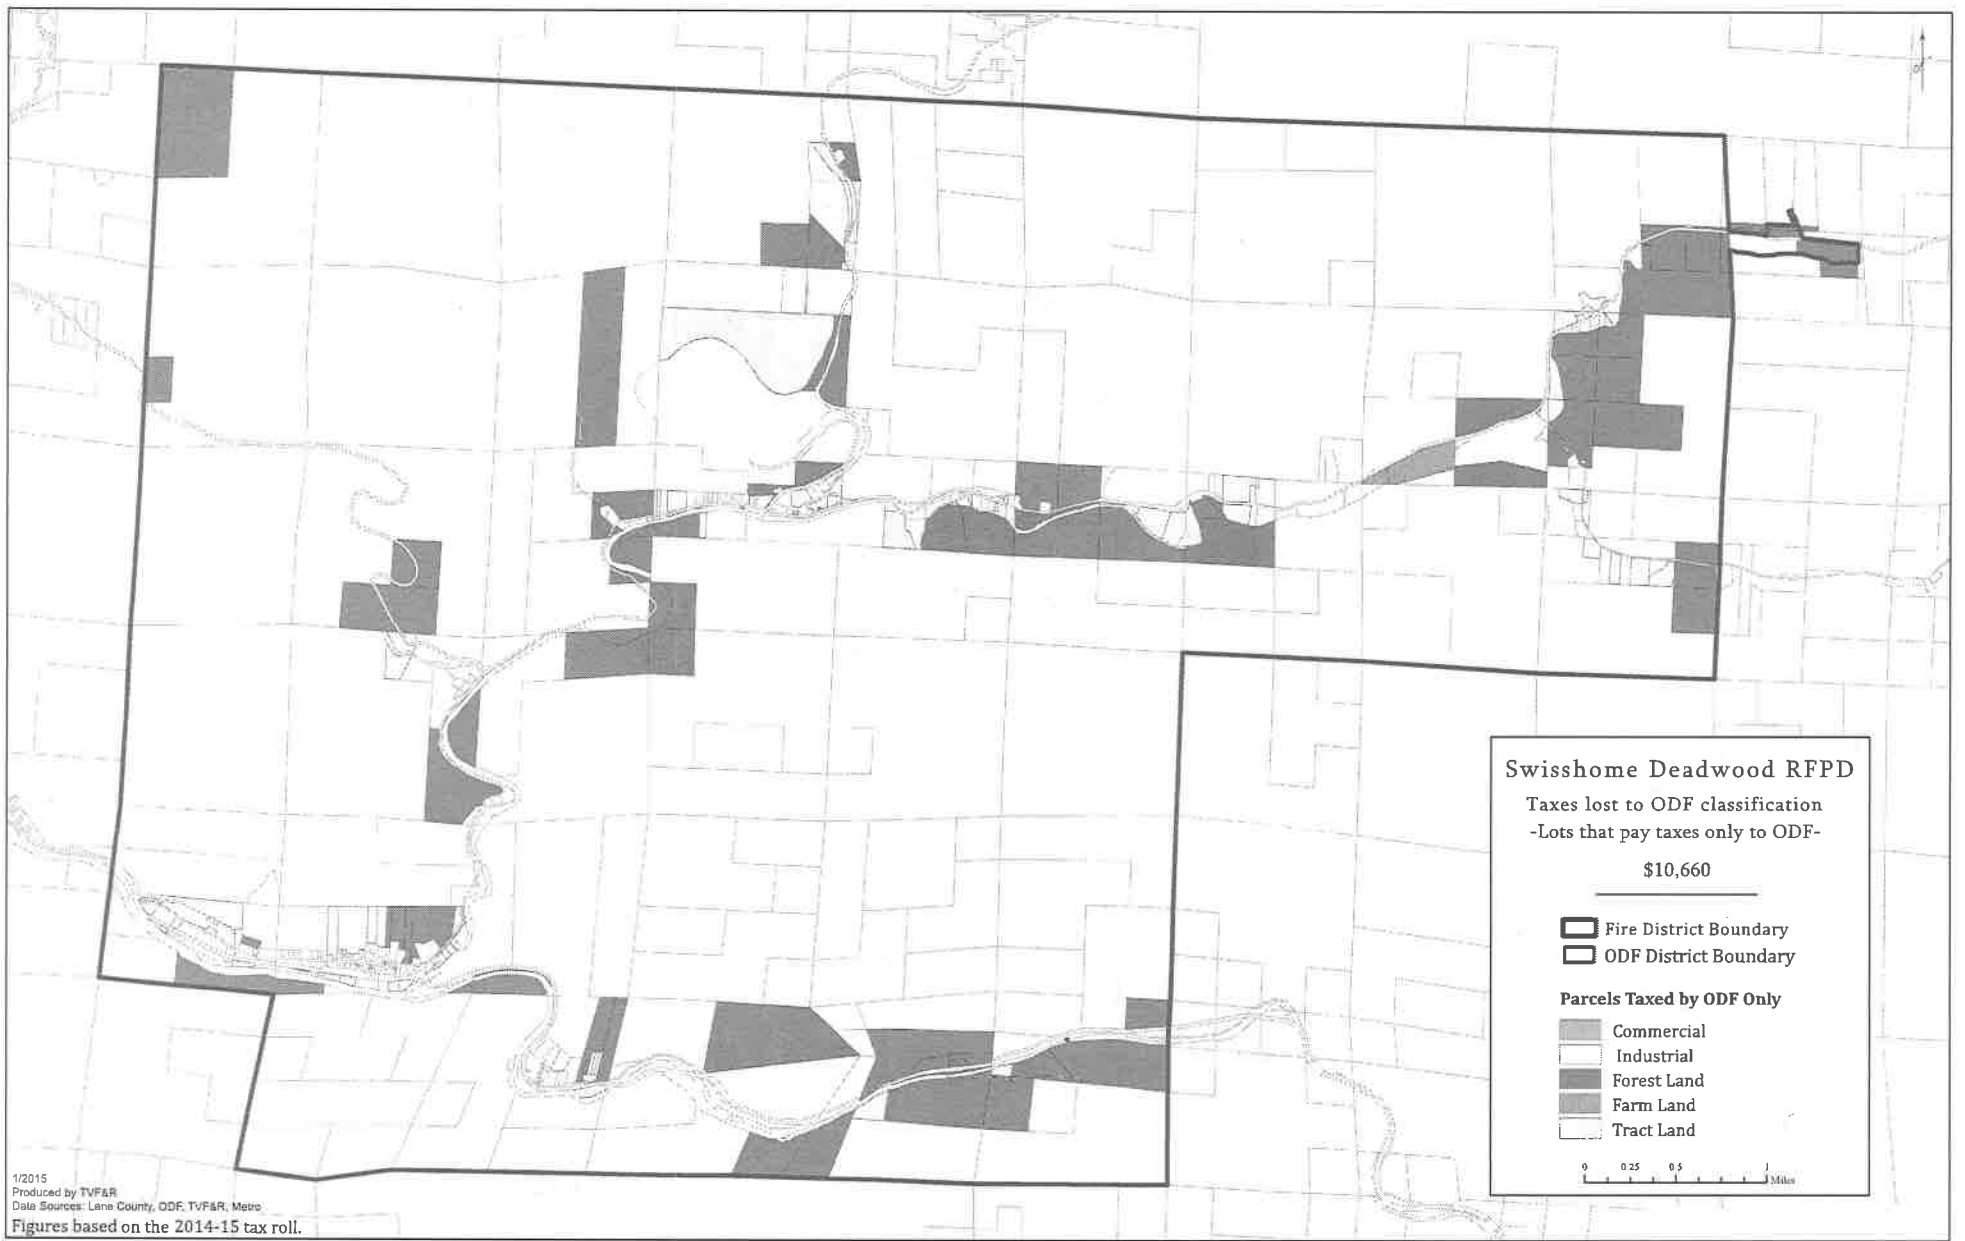 Swisshome Deadwood RFPD
Taxes lost to ODF classification
-Lots that pay taxes only to ODF-
$10,660
Fire District Boundary
ODF District Boundary
Parcels Taxed by ODF Only
Commercial
Industrial
Forest Land
Farm Land
Tract Land
0 0.25 0.5 1
Miles
1/2015
Produced by TVF&R
Data Sources: Lane County, ODF, TVF&R, Metro
Figures based on the 2014-15 tax roll.